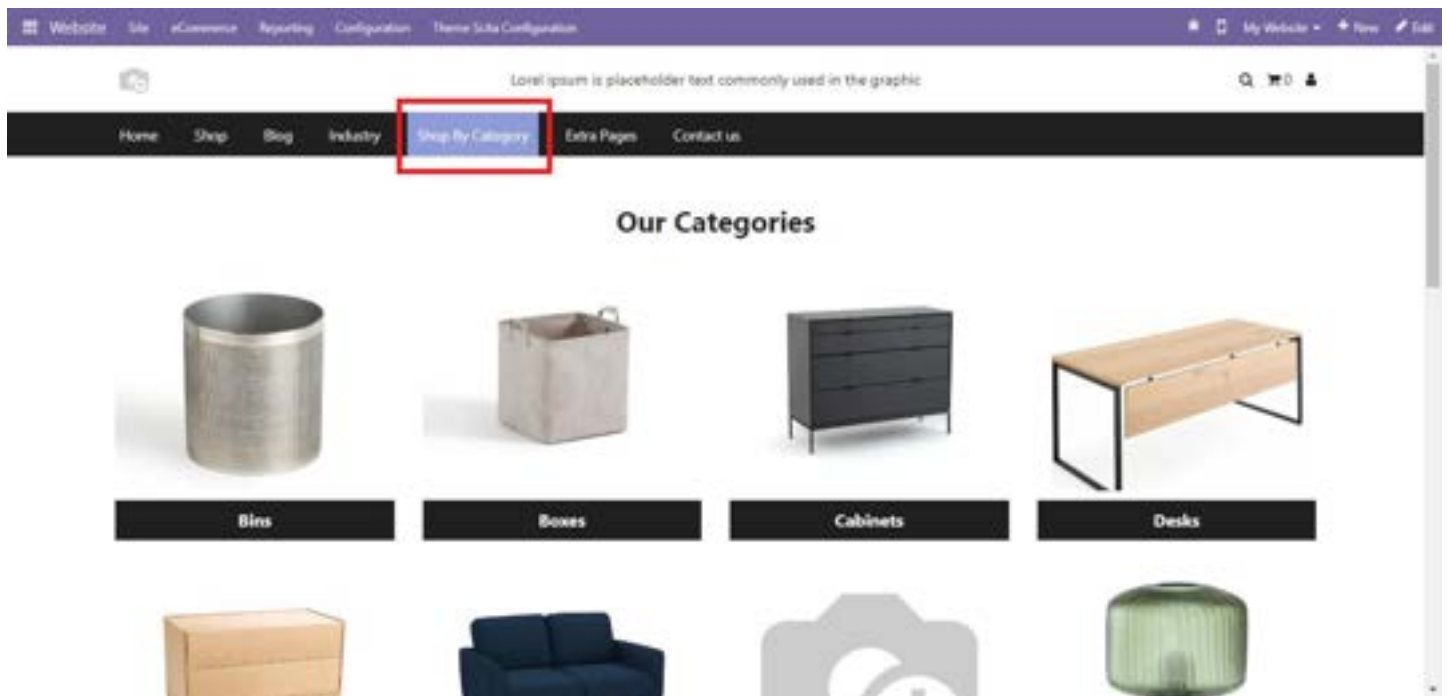 Website Site eCommerce Reporting Configuration Theme Scita Configuration My Website + New Edit
Lorel ipsum is placeholder text commonly used in the graphic 0
Home Shop Blog Industry Shop By Category Extra Pages Contact us
Our Categories
Bins Boxes Cabinets Desks